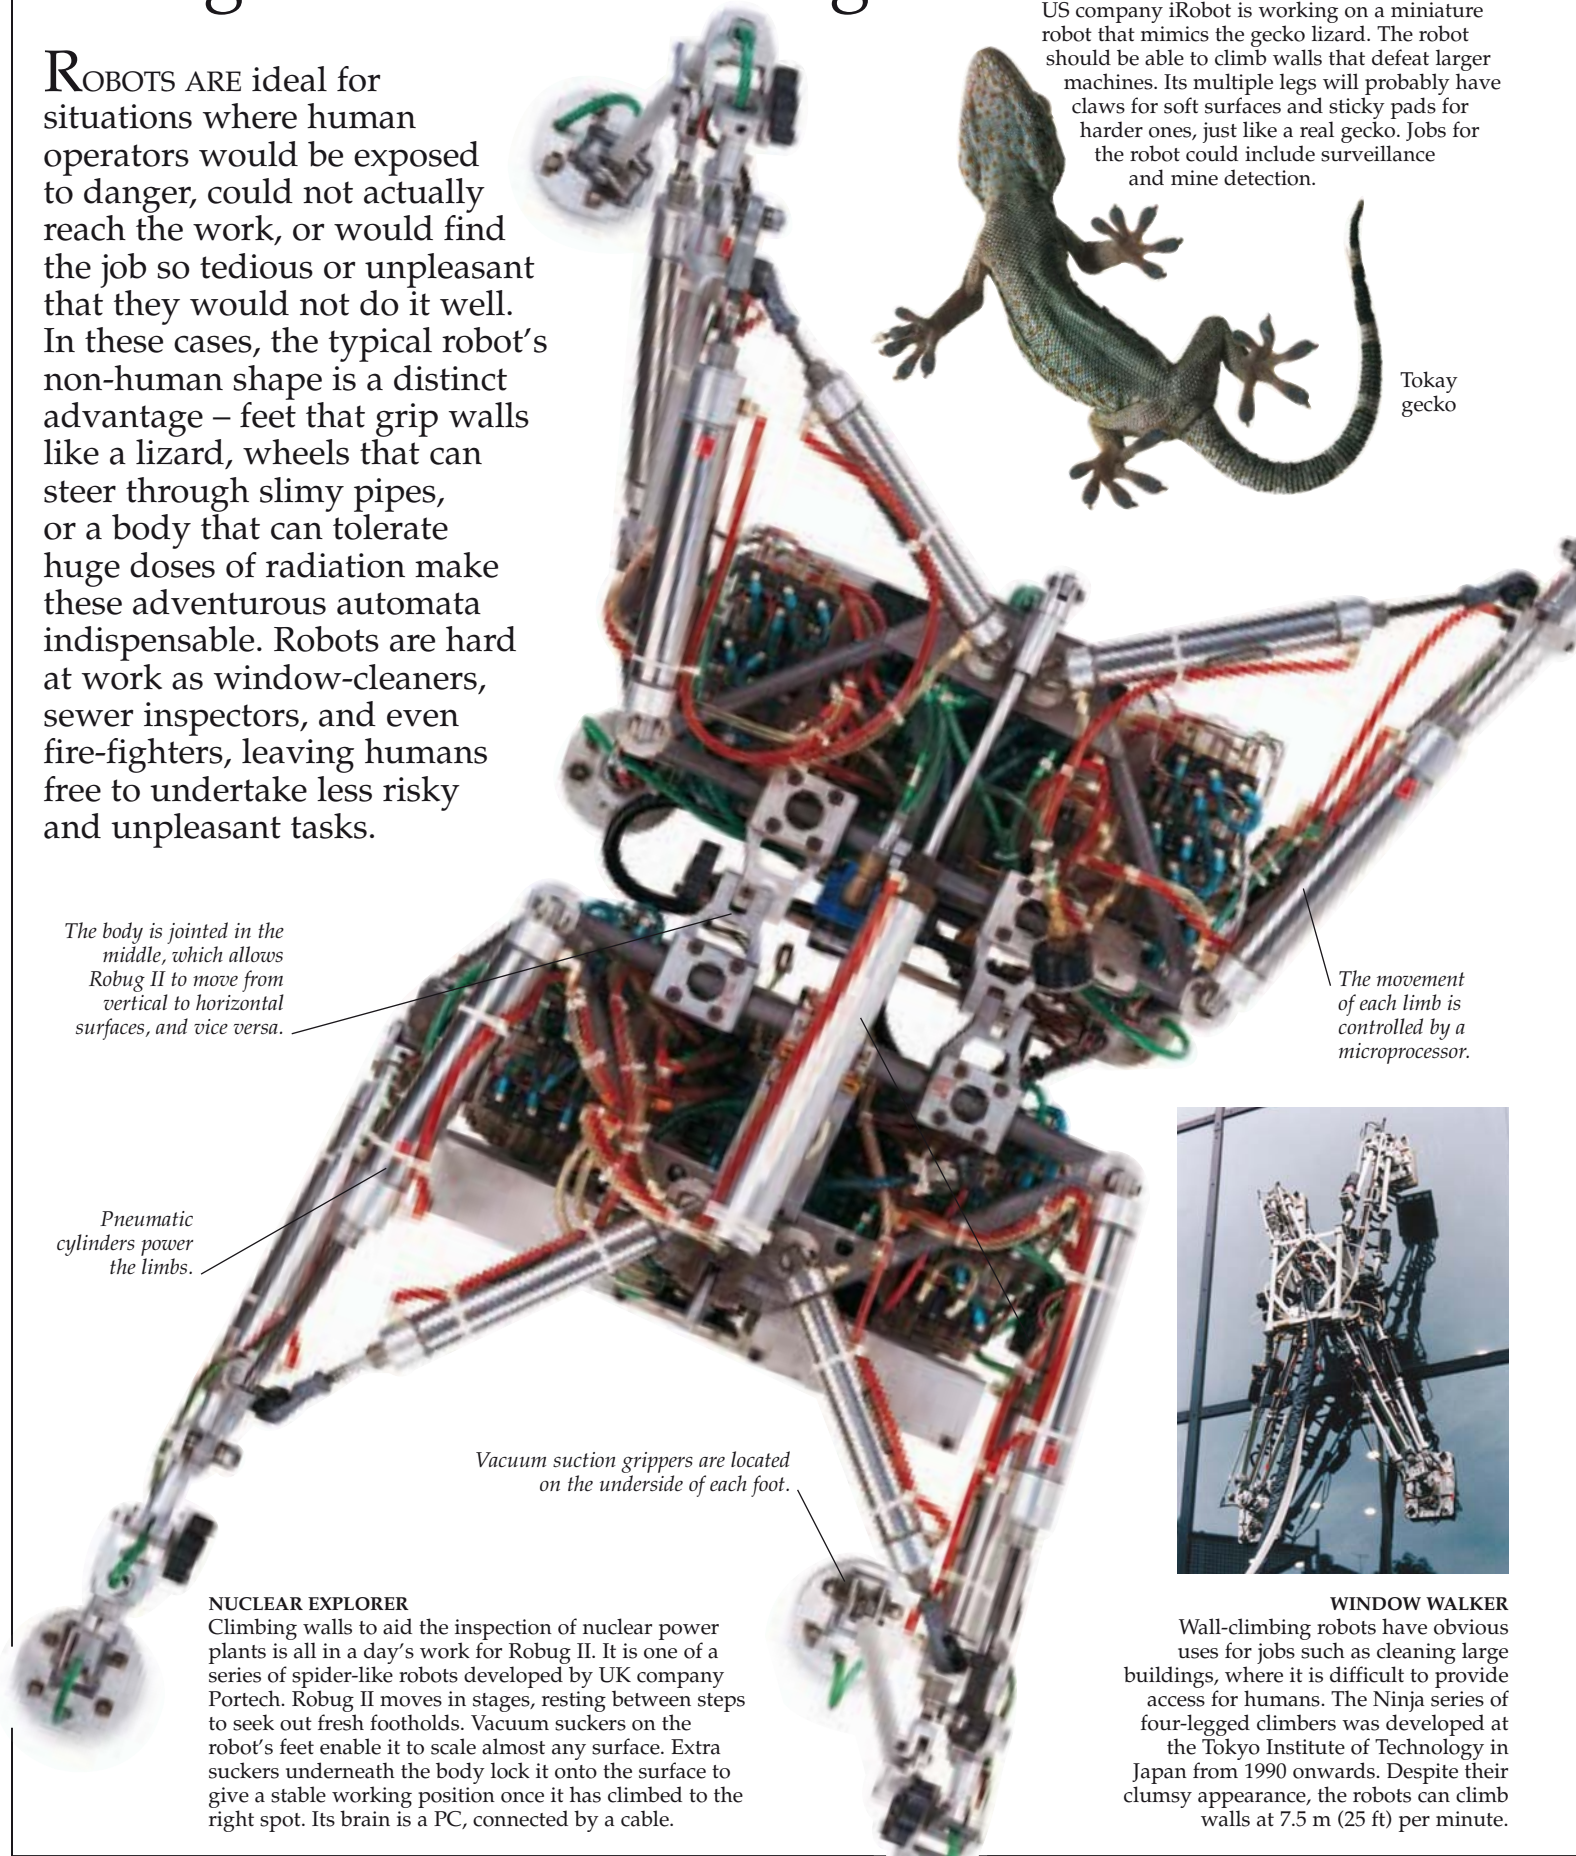 ROBOTS ARE ideal for
situations where human
operators would be exposed
to danger, could not actually
reach the work, or would find
the job so tedious or unpleasant
that they would not do it well.
In these cases, the typical robot's
non-human shape is a distinct
advantage – feet that grip walls
like a lizard, wheels that can
steer through slimy pipes,
or a body that can tolerate
huge doses of radiation make
these adventurous automata
indispensable. Robots are hard
at work as window-cleaners,
sewer inspectors, and even
fire-fighters, leaving humans
free to undertake less risky
and unpleasant tasks.
US company iRobot is working on a miniature
robot that mimics the gecko lizard. The robot
should be able to climb walls that defeat larger
machines. Its multiple legs will probably have
claws for soft surfaces and sticky pads for
harder ones, just like a real gecko. Jobs for
the robot could include surveillance
and mine detection.
Tokay
gecko
The body is jointed in the
middle, which allows
Robug II to move from
vertical to horizontal
surfaces, and vice versa.
The movement
of each limb is
controlled by a
microprocessor.
Pneumatic
cylinders power
the limbs.
Vacuum suction grippers are located
on the underside of each foot.
NUCLEAR EXPLORER
Climbing walls to aid the inspection of nuclear power
plants is all in a day's work for Robug II. It is one of a
series of spider-like robots developed by UK company
Portech. Robug II moves in stages, resting between steps
to seek out fresh footholds. Vacuum suckers on the
robot's feet enable it to scale almost any surface. Extra
suckers underneath the body lock it onto the surface to
give a stable working position once it has climbed to the
right spot. Its brain is a PC, connected by a cable.
WINDOW WALKER
Wall-climbing robots have obvious
uses for jobs such as cleaning large
buildings, where it is difficult to provide
access for humans. The Ninja series of
four-legged climbers was developed at
the Tokyo Institute of Technology in
Japan from 1990 onwards. Despite their
clumsy appearance, the robots can climb
walls at 7.5 m (25 ft) per minute.